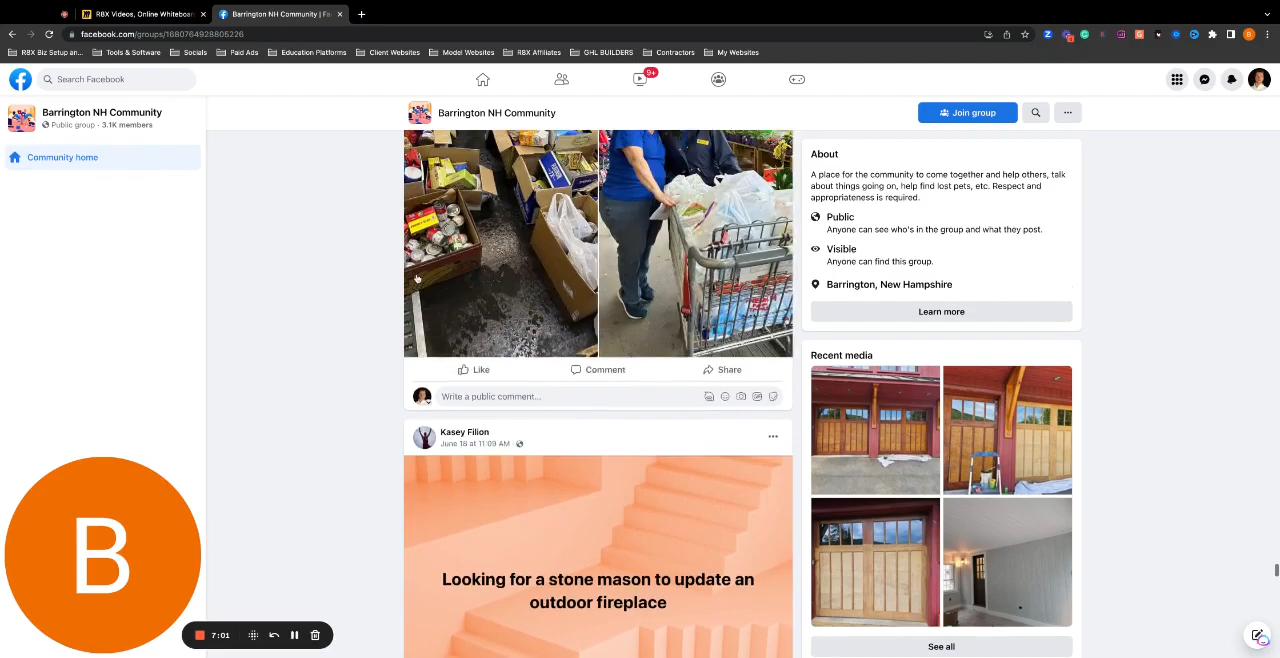 R8X Videos, Online Whiteboar
Barrington NH Community | Fa
facebook.com/groups/1680764928805226
R8X Biz Setup an... Tools & Software Socials Paid Ads Education Platforms Client Websites Model Websites R8X Affiliates GHL BUILDERS Contractors My Websites
Search Facebook
9+
Barrington NH Community
Public group · 3.1K members
Community home
Barrington NH Community
Join group
Like
Comment
Share
Write a public comment...
Kasey Filion
June 18 at 11:09 AM ·
Looking for a stone mason to update an
outdoor fireplace
About
A place for the community to come together and help others, talk
about things going on, help find lost pets, etc. Respect and
appropriateness is required.
Public
Anyone can see who's in the group and what they post.
Visible
Anyone can find this group.
Barrington, New Hampshire
Learn more
Recent media
See all
B
7:01